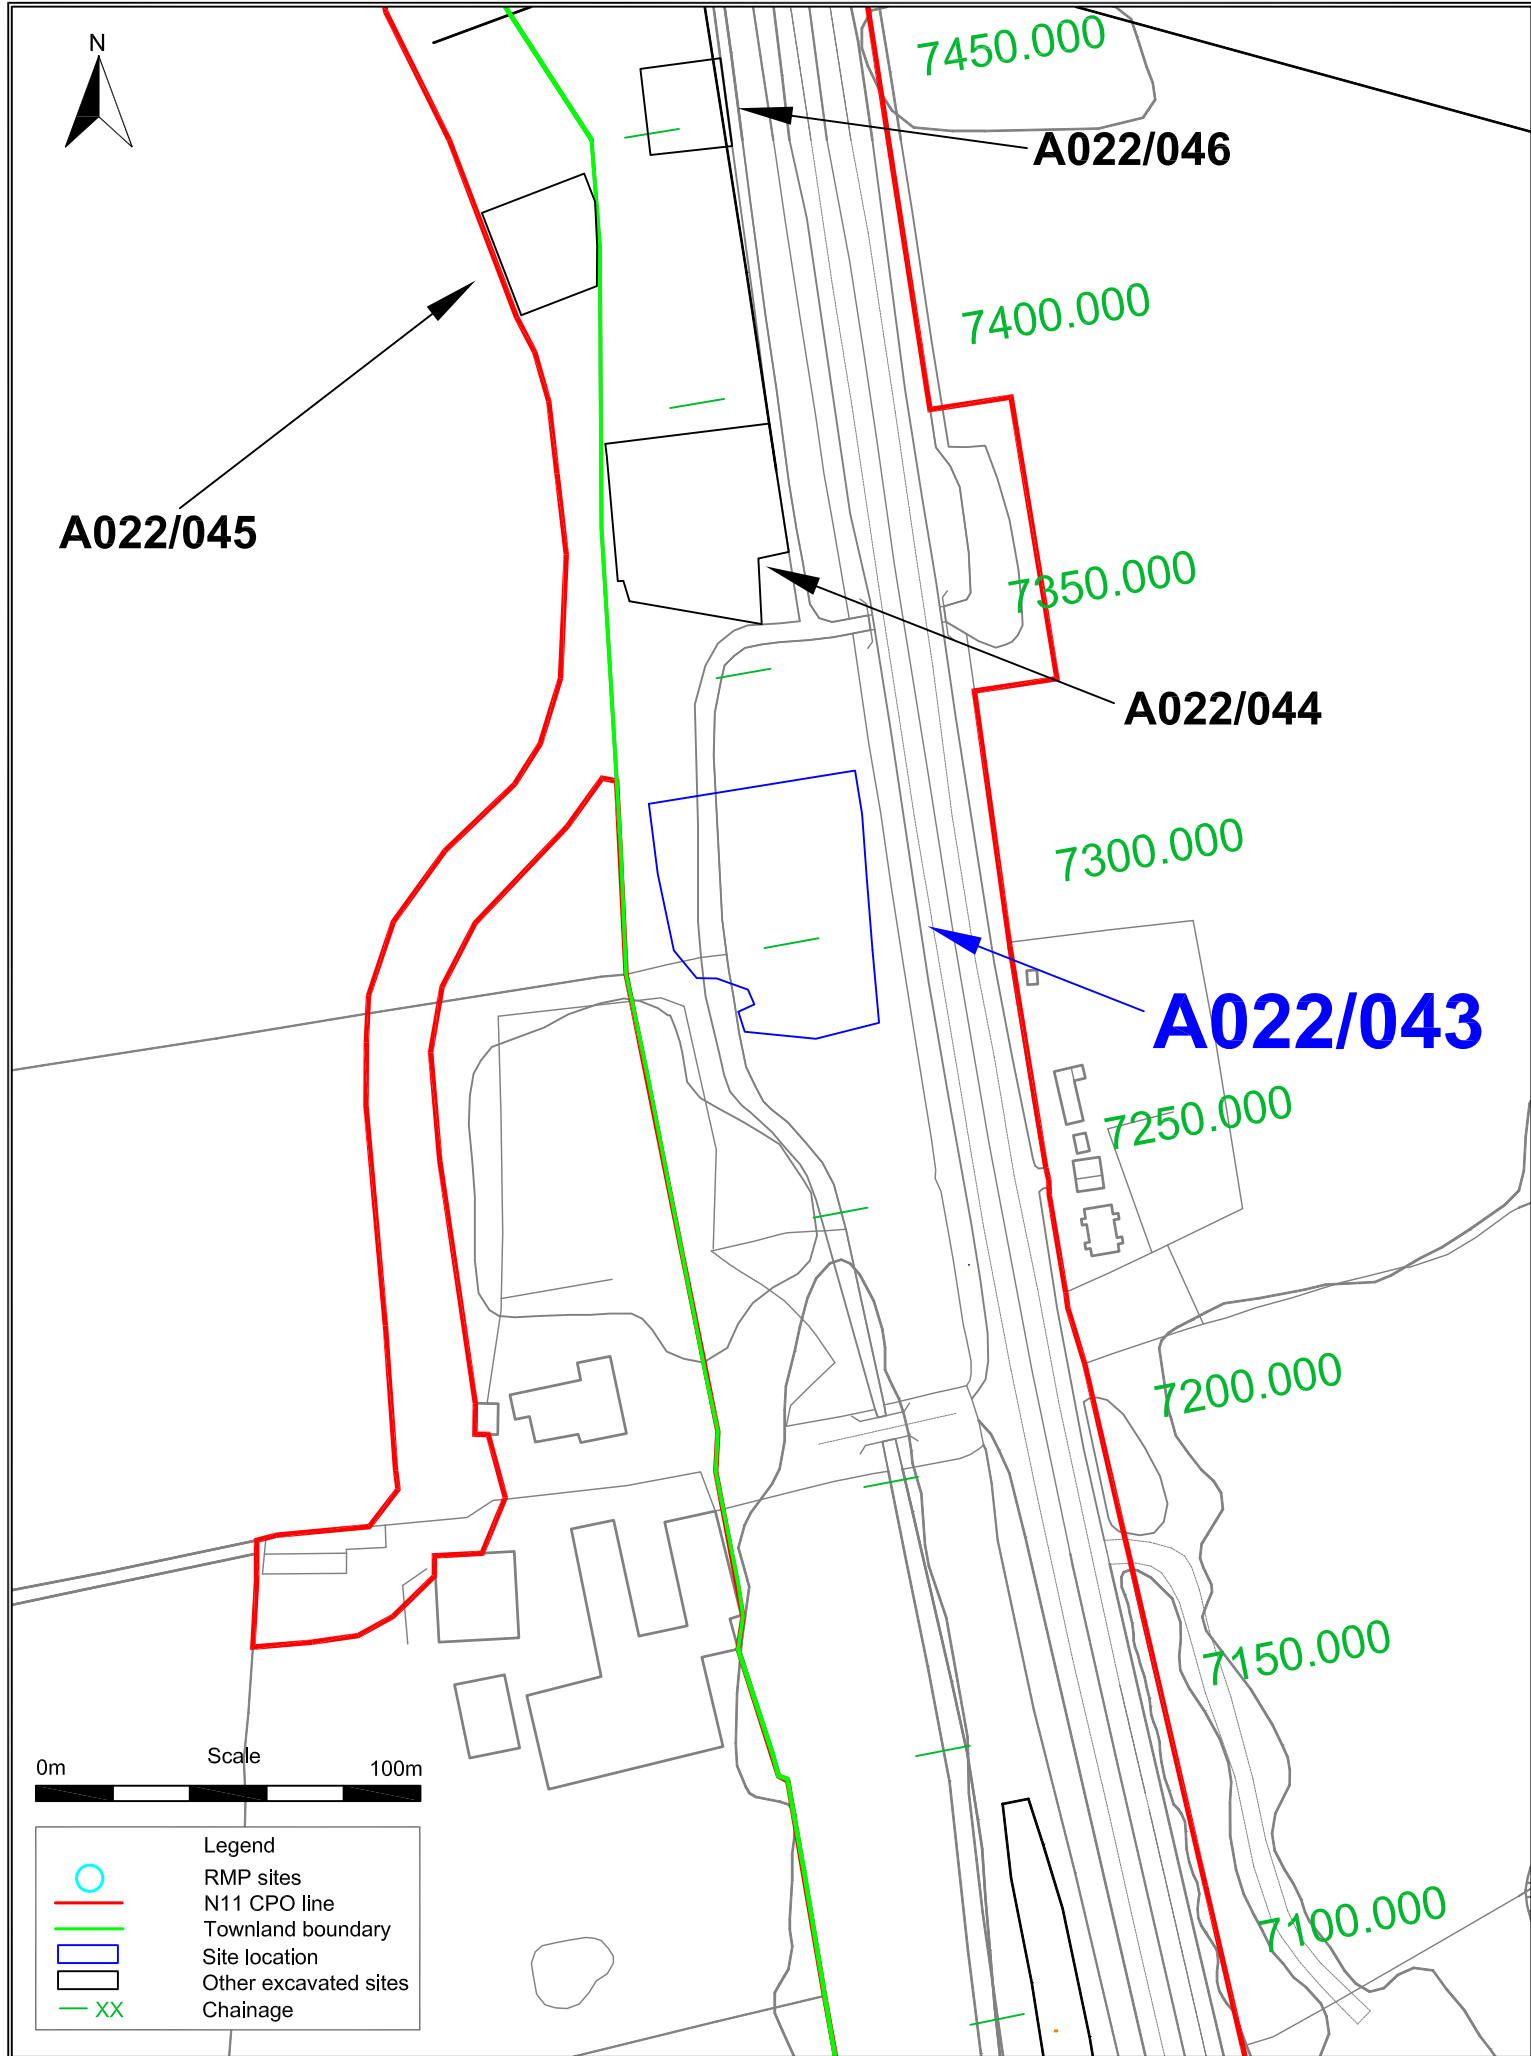 N
7450.000
A022/046
7400.000
A022/045
7350.000
A022/044
7300.000
A022/043
7250.000
7200.000
7150.000
7100.000
Scale
0m 100m
Legend
RMP sites
N11 CPO line
Townland boundary
Site location
Other excavated sites
XX Chainage